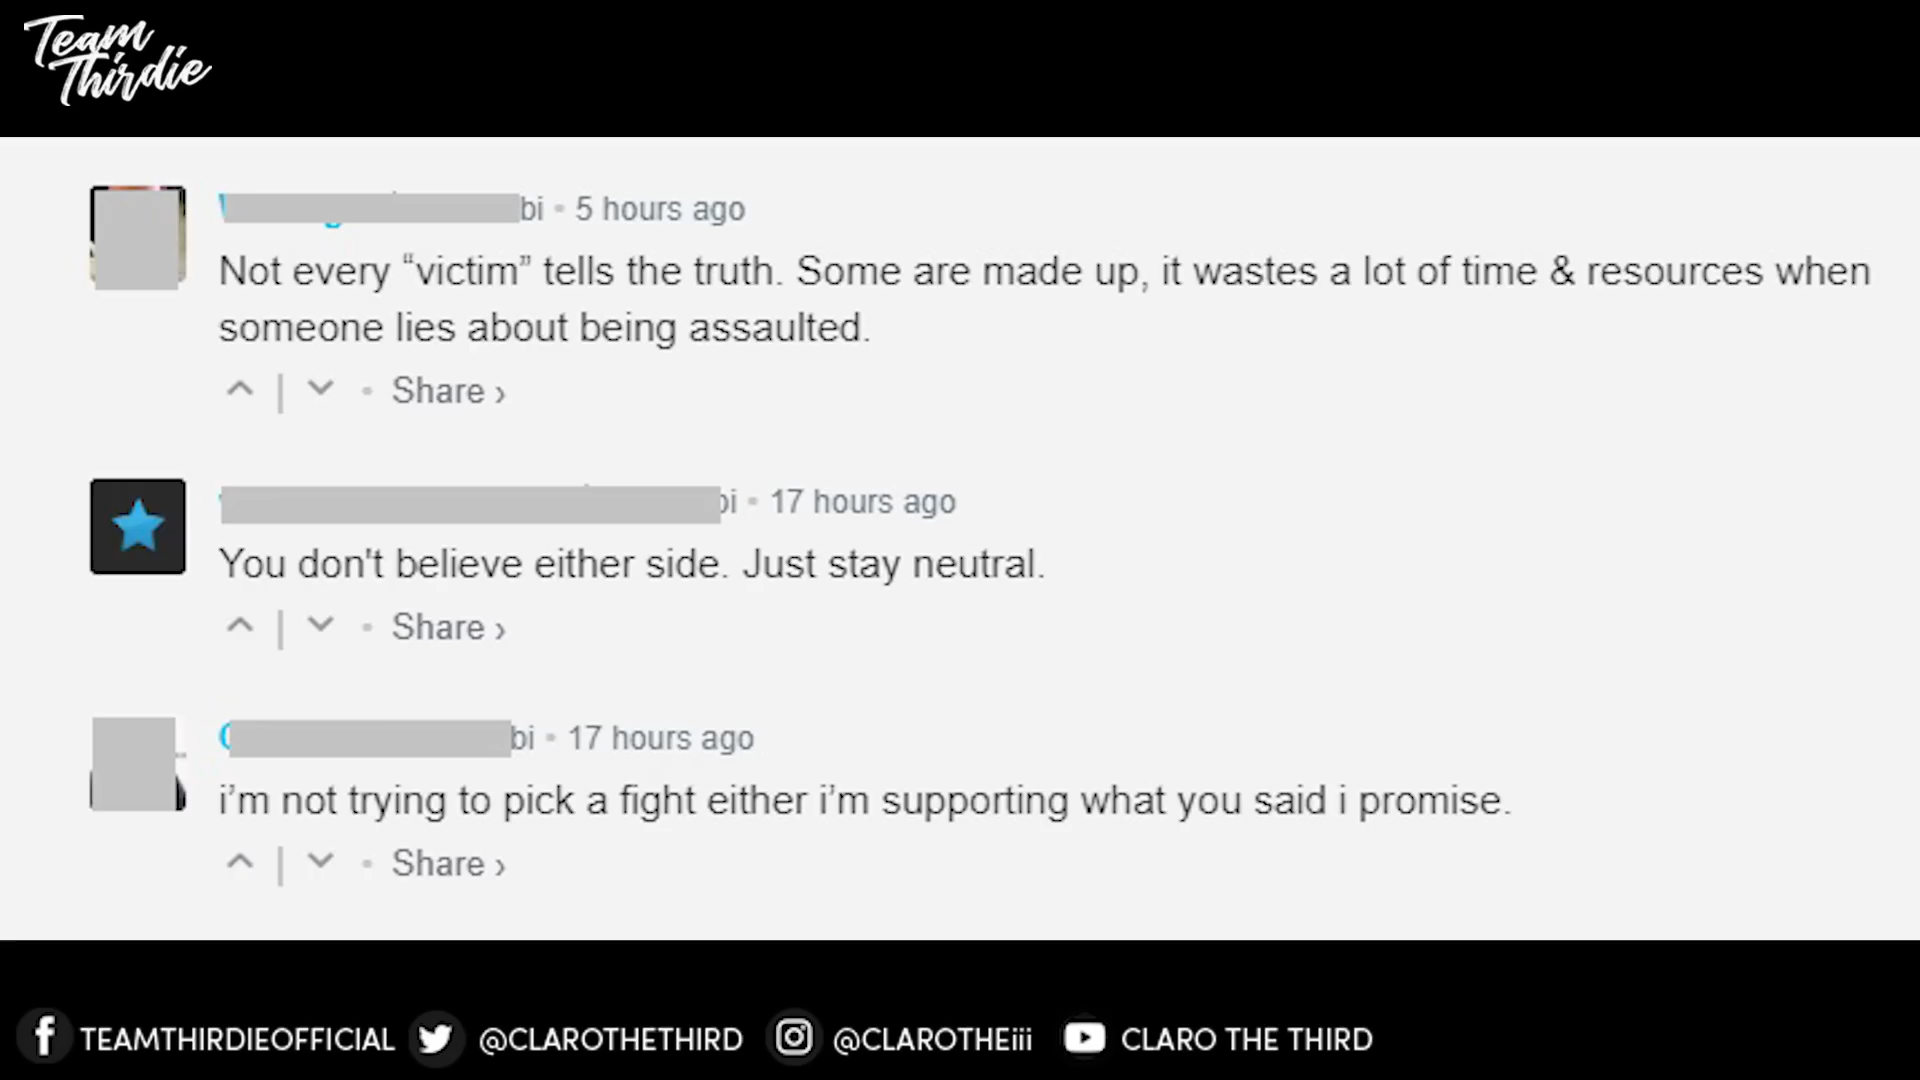 Team
Thirdie
bi • 5 hours ago
Not every “victim” tells the truth. Some are made up, it wastes a lot of time & resources when
someone lies about being assaulted.
Share ›
• 17 hours ago
You don't believe either side. Just stay neutral.
Share ›
bi • 17 hours ago
i’m not trying to pick a fight either i’m supporting what you said i promise.
Share ›
TEAMTHIRDIEOFFICIAL @CLAROTHETHIRD @CLAROTHEiii CLARO THE THIRD